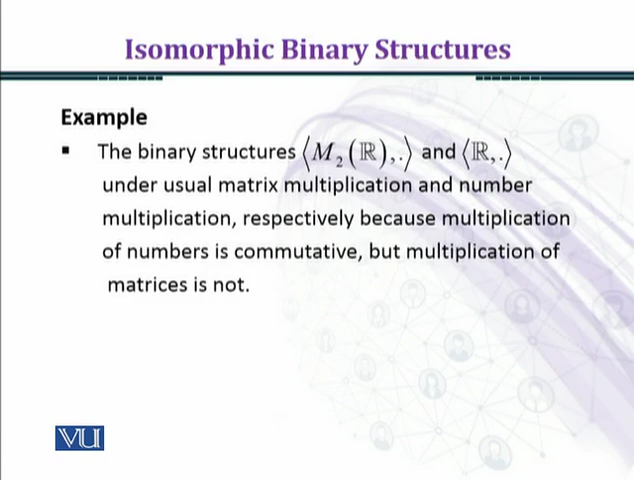 Isomorphic Binary Structures
Example
▪ The binary structures ⟨M₂(ℝ),.⟩ and ⟨ℝ,.⟩
under usual matrix multiplication and number
multiplication, respectively because multiplication
of numbers is commutative, but multiplication of
matrices is not.
VU